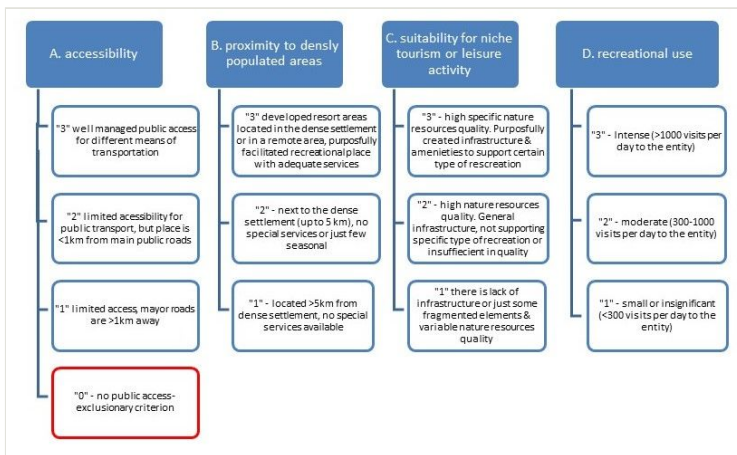 A. accessibility
"3" well managed public access
for different means of
transportation
"2" limited acessibility for
public transport, but place is
<1km from main public roads
"1" limited access, mayor roads
are >1km away
"0" - no public access-
exclusionary criterion
B. proximity to densly
populated areas
"3" developed resort areas
located in the dense settlement
or in a remote area, purposfully
facilitated recreational place
with adequate services
"2" - next to the dense
settlement (up to 5 km), no
special services or just few
seasonal
"1" - located >5km from
dense settlement, no special
services available
C. suitability for niche
tourism or leisure
activity
"3" - high specific nature
resources quality. Purposfully
created infrastructure &
amenieties to support certain
type of rescreation
"2" - high nature resources
quality. General
infrastructure, not supporting
specific type of recreation or
insuffecient in quality
"1" there is lack of
infrastructure or just some
fragmented elements &
variable nature resources
quality
D. recreational use
"3" - Intense (>1000 visits per
day to the entity)
"2" - moderate (300-1000
visits per day to the entity)
"1" - small or insignificant
(<300 visits per day to the
entity)